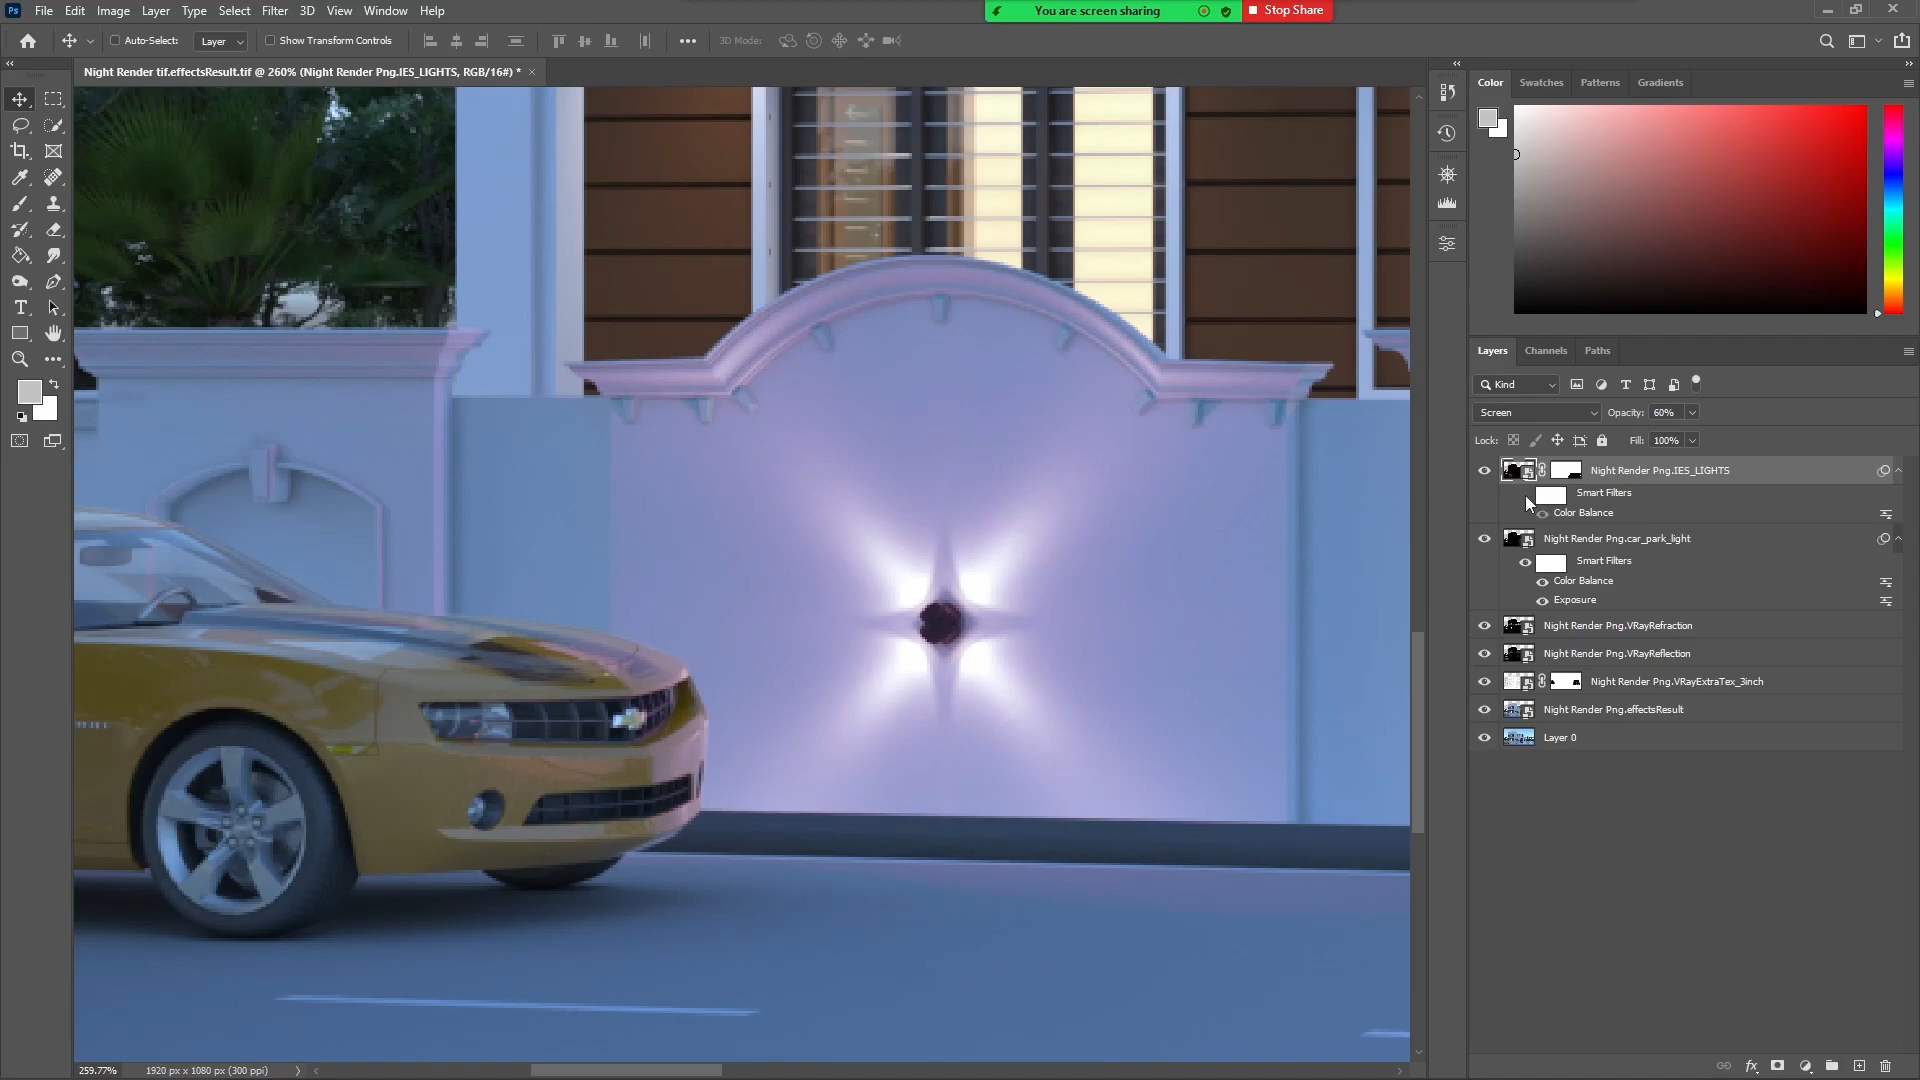 Ps File Edit Image Layer Type Select Filter 3D View Window Help
You are screen sharing Stop Share
Auto-Select: Layer Show Transform Controls 3D Mode:
Night Render tif.effectsResult.tif @ 260% (Night Render Png.IES_LIGHTS, RGB/16#) * ×
Color Swatches Patterns Gradients
Layers Channels Paths
Kind
Screen Opacity: 60%
Lock: Fill: 100%
Night Render Png.IES_LIGHTS
Smart Filters
Color Balance
Night Render Png.car_park_light
Smart Filters
Color Balance
Exposure
Night Render Png.VRayRefraction
Night Render Png.VRayReflection
Night Render Png.VRayExtraTex_3inch
Night Render Png.effectsResult
Layer 0
259.77% 1920 px x 1080 px (300 ppi)